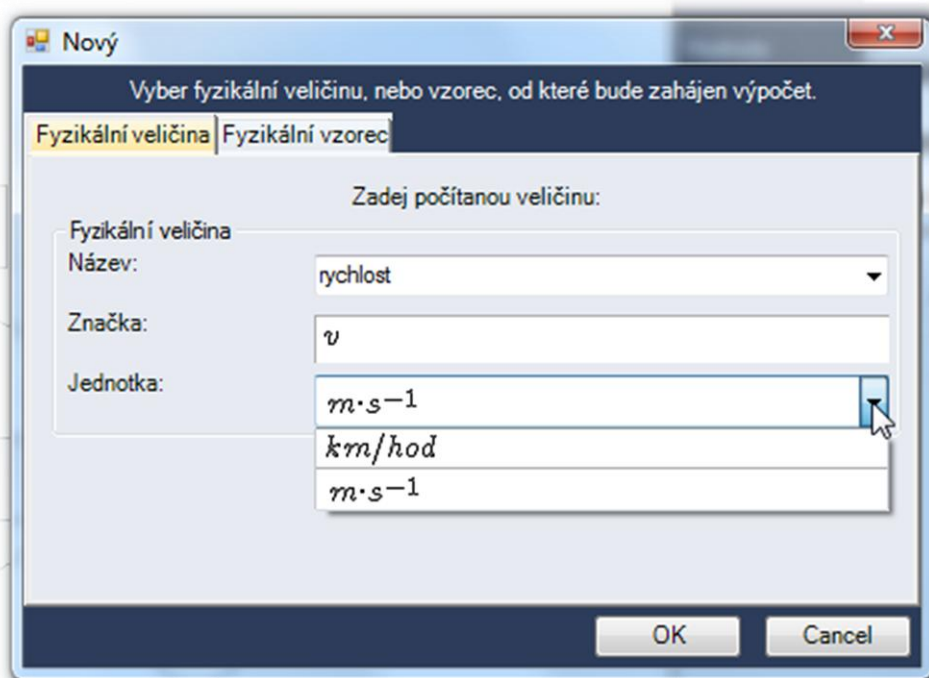 Nový
Vyber fyzikální veličinu, nebo vzorec, od které bude zahájen výpočet.
Fyzikální veličina Fyzikální vzorec
Zadej počítanou veličinu:
Fyzikální veličina
Název: rychlost
Značka: v
Jednotka: m·s⁻¹
km/hod
m·s⁻¹
OK Cancel